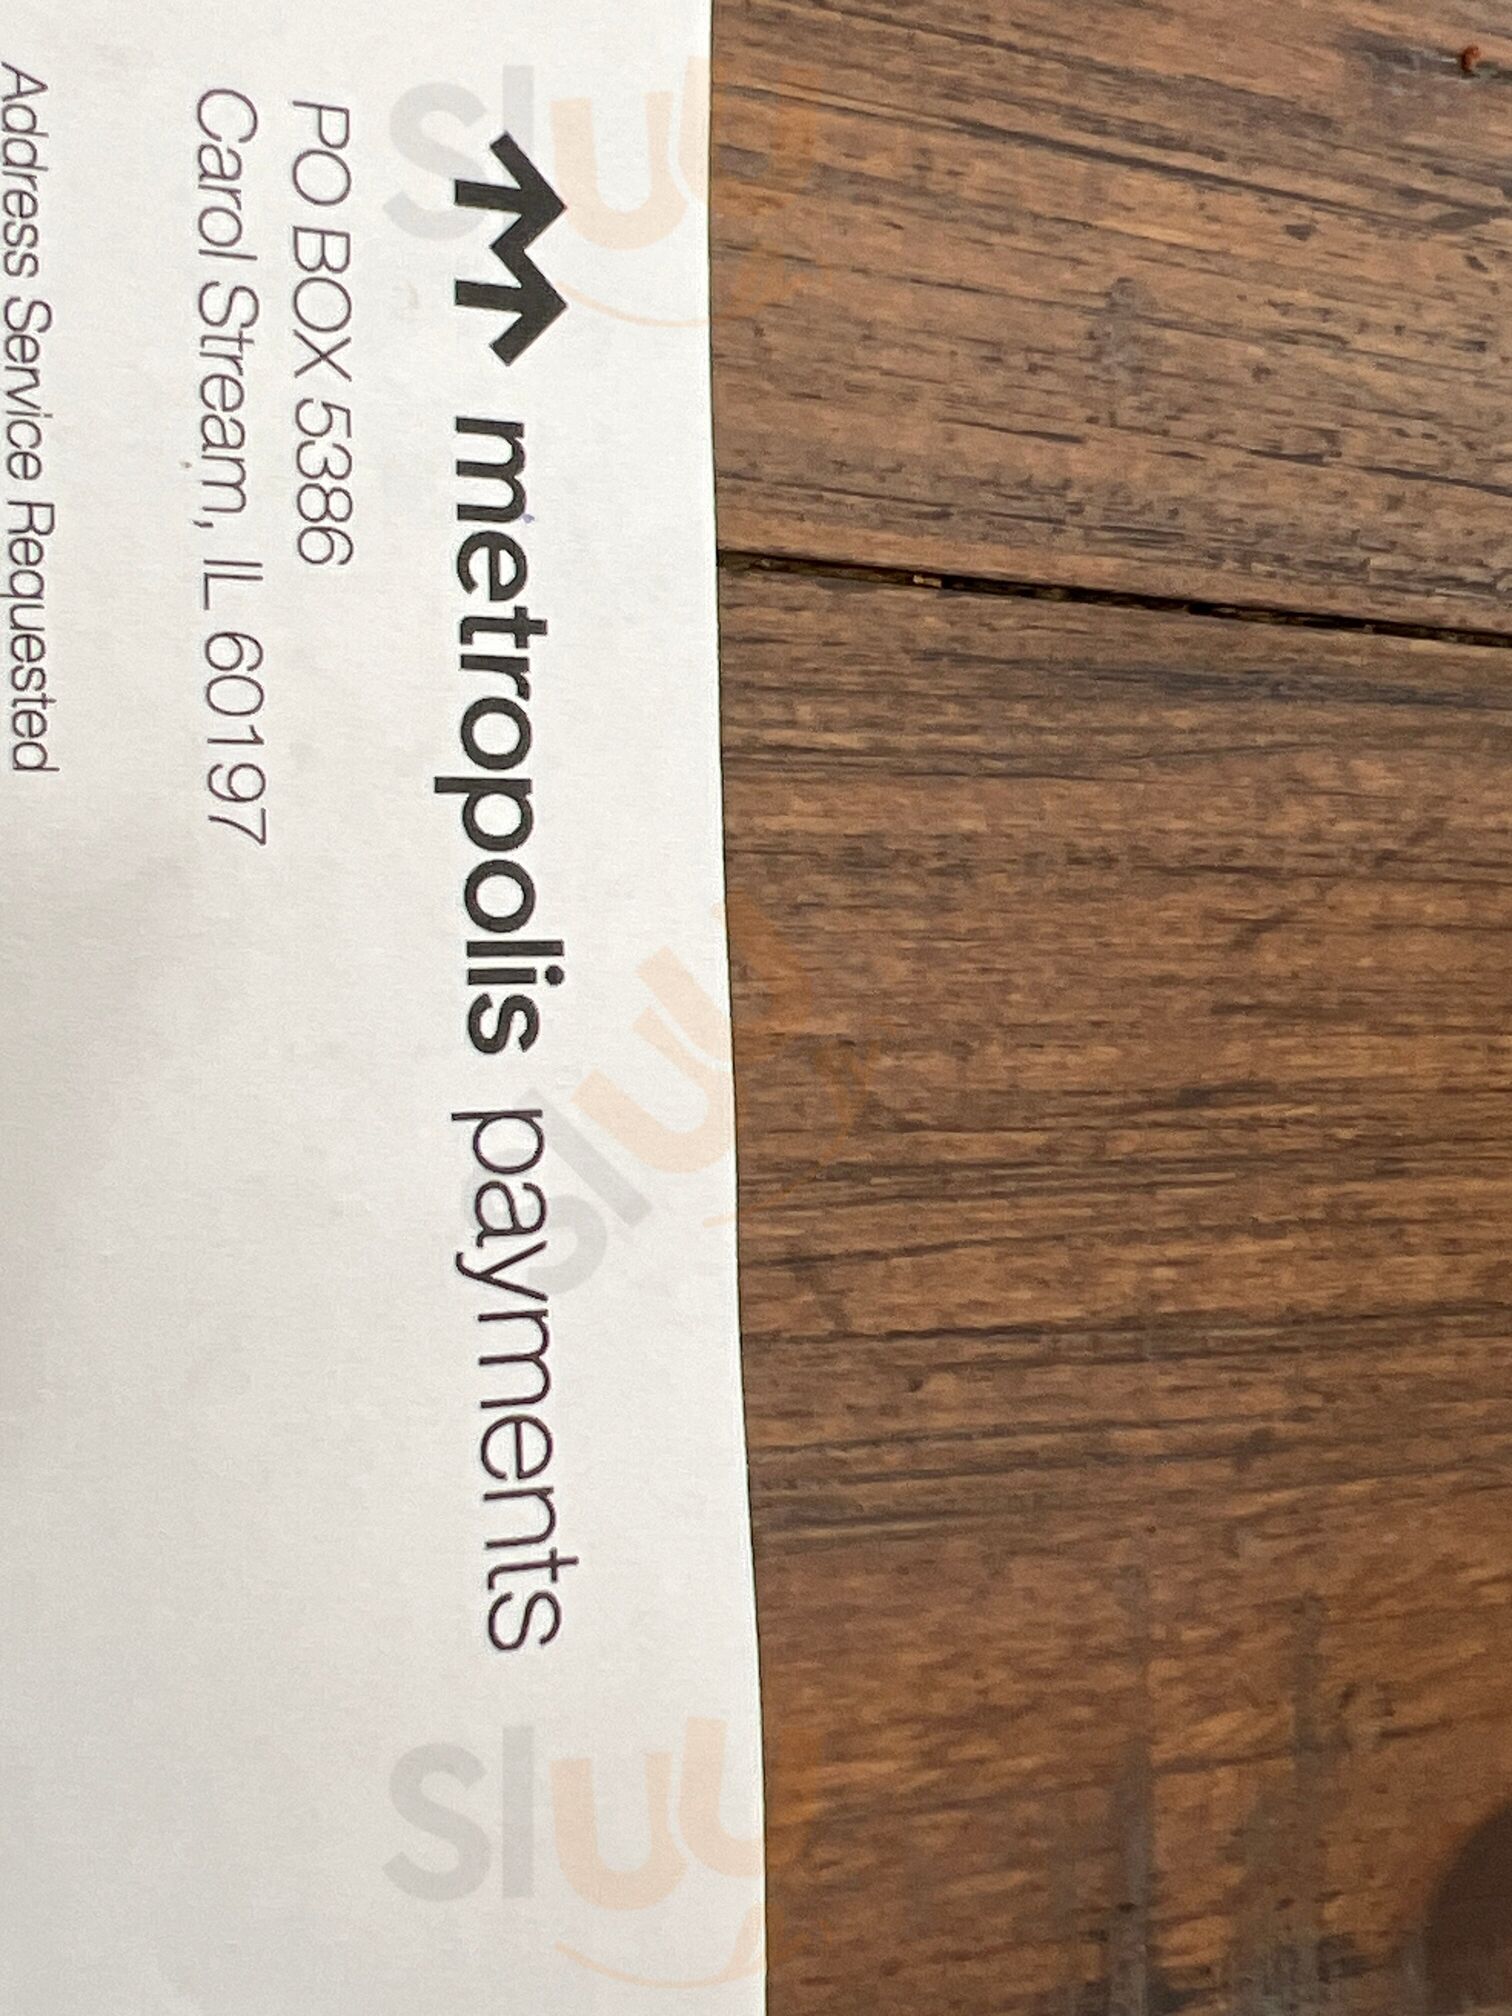 metropolis payments
PO BOX 5386
Carol Stream, IL 60197
Address Service Requested